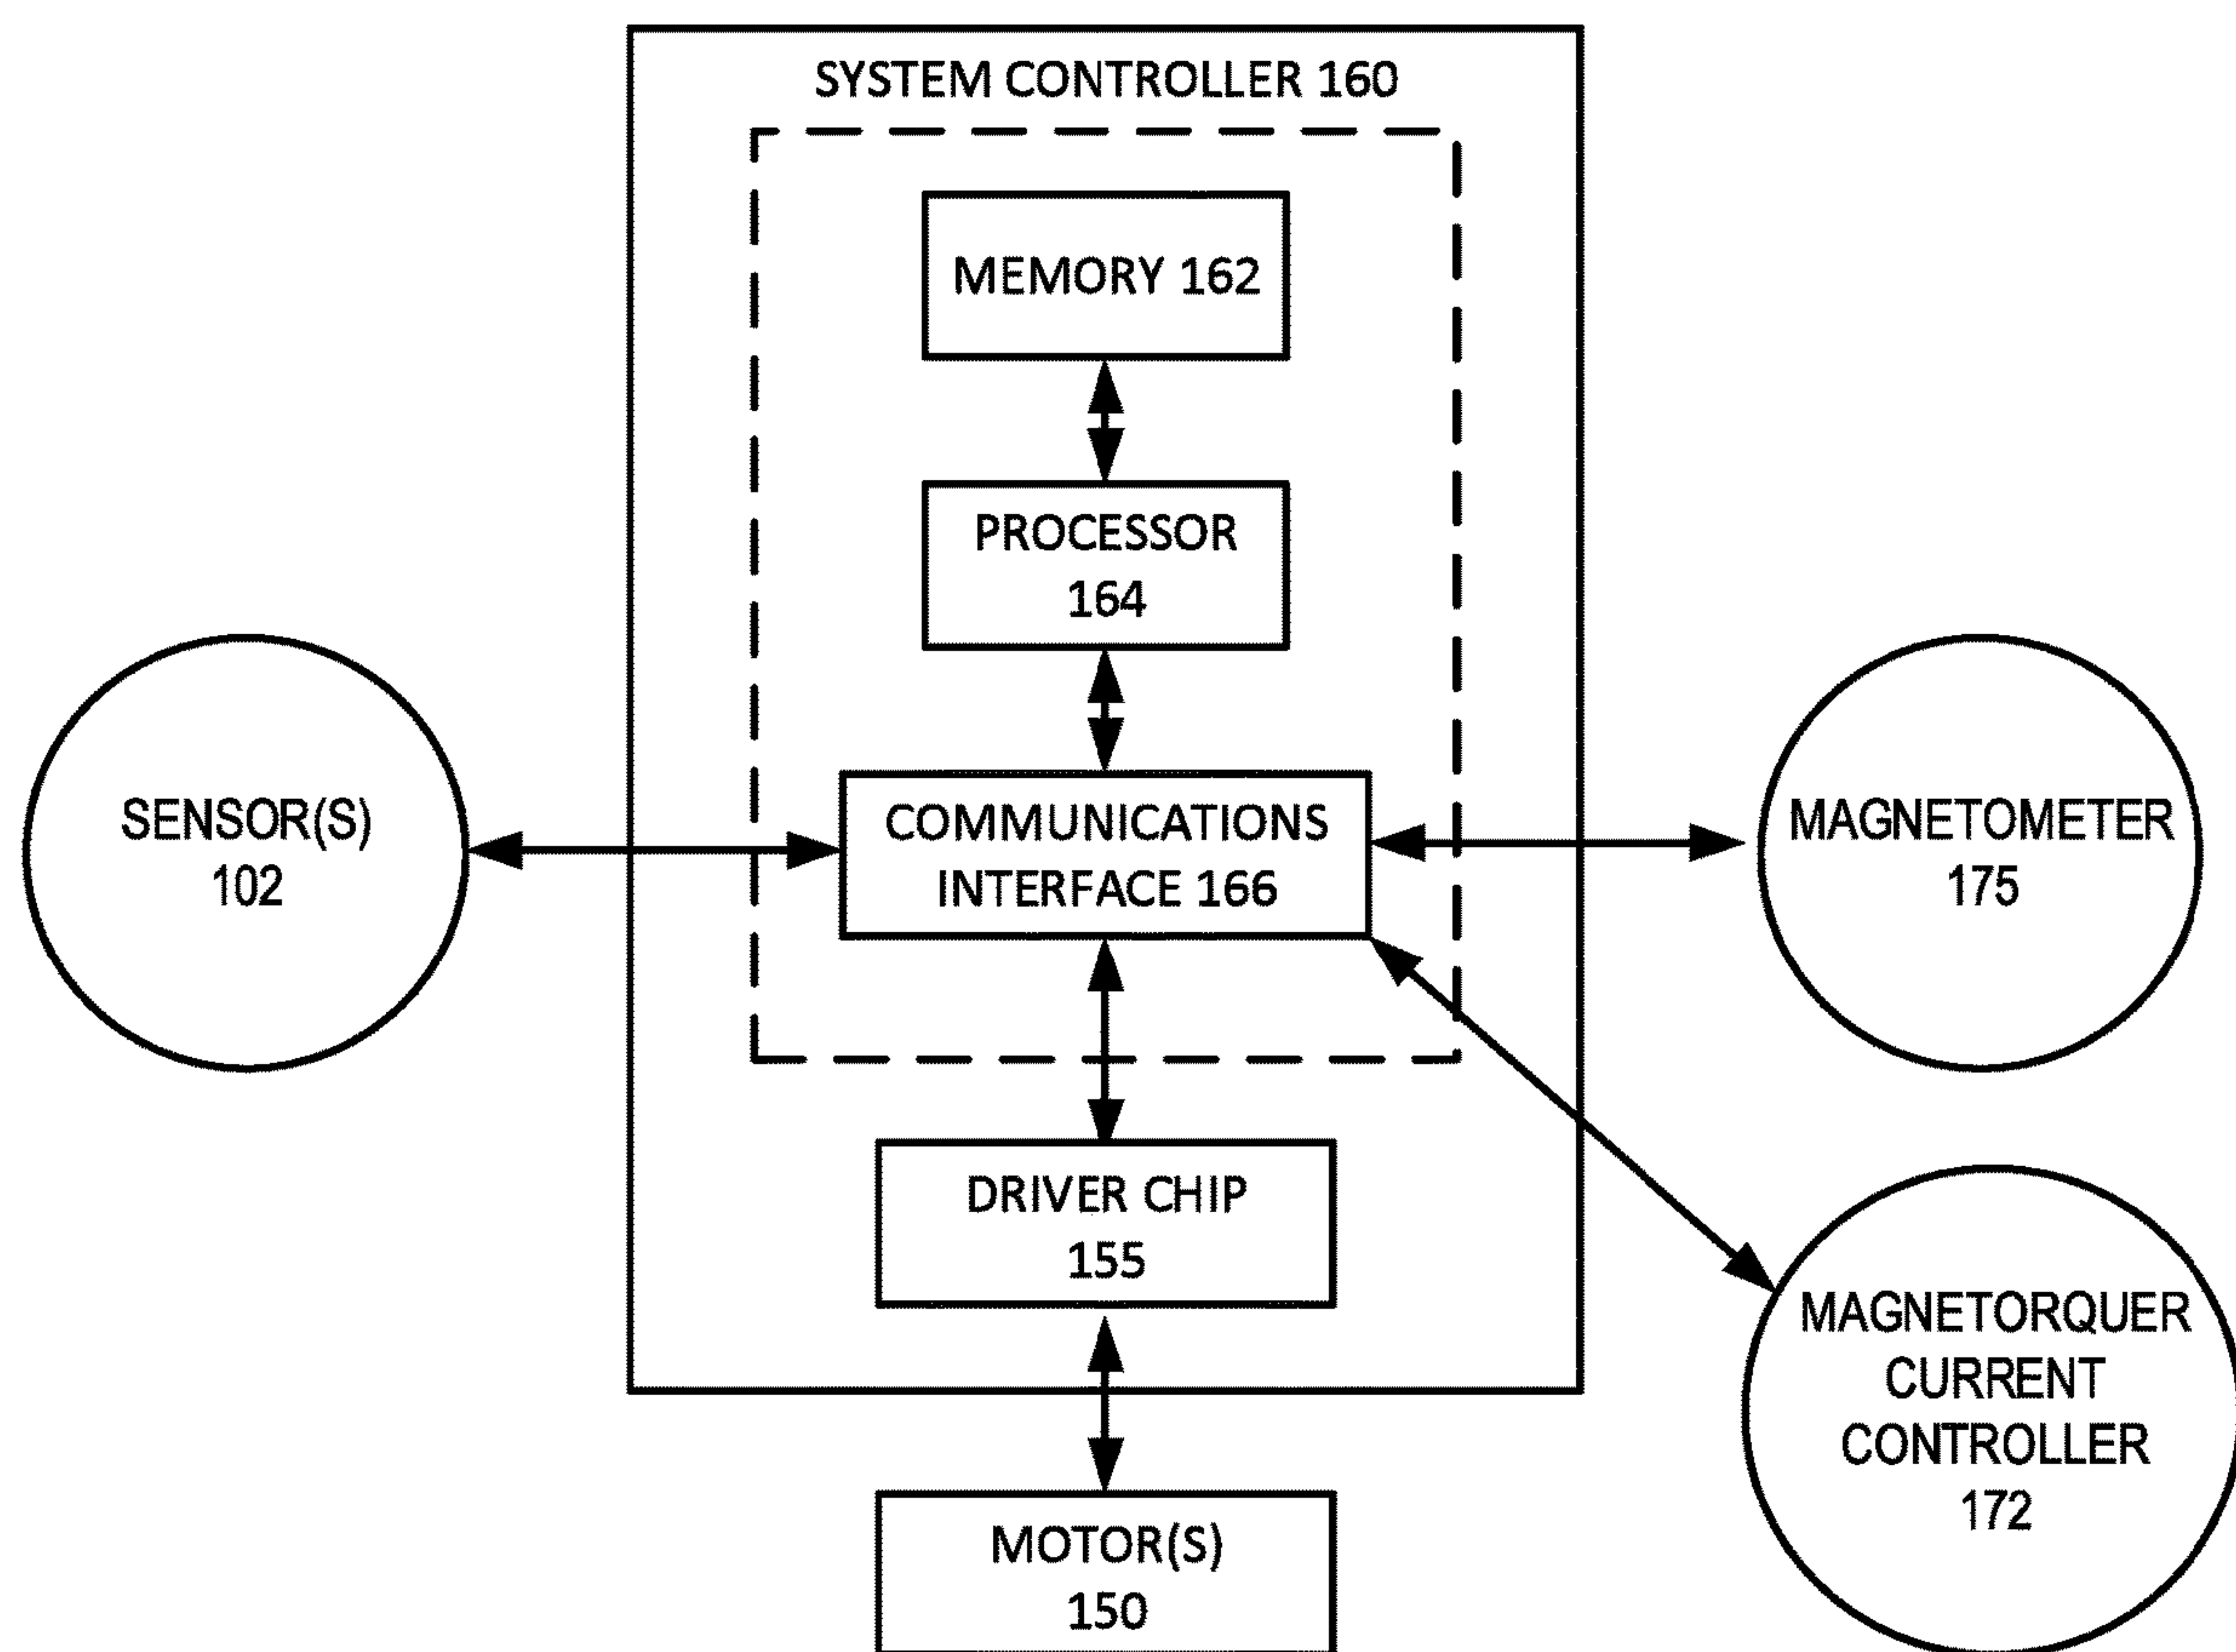 SYSTEM CONTROLLER 160
MEMORY 162
PROCESSOR
164
SENSOR(S)
102
COMMUNICATIONS
INTERFACE 166
MAGNETOMETER
175
DRIVER CHIP
155
MAGNETORQUER
CURRENT
CONTROLLER
172
MOTOR(S)
150